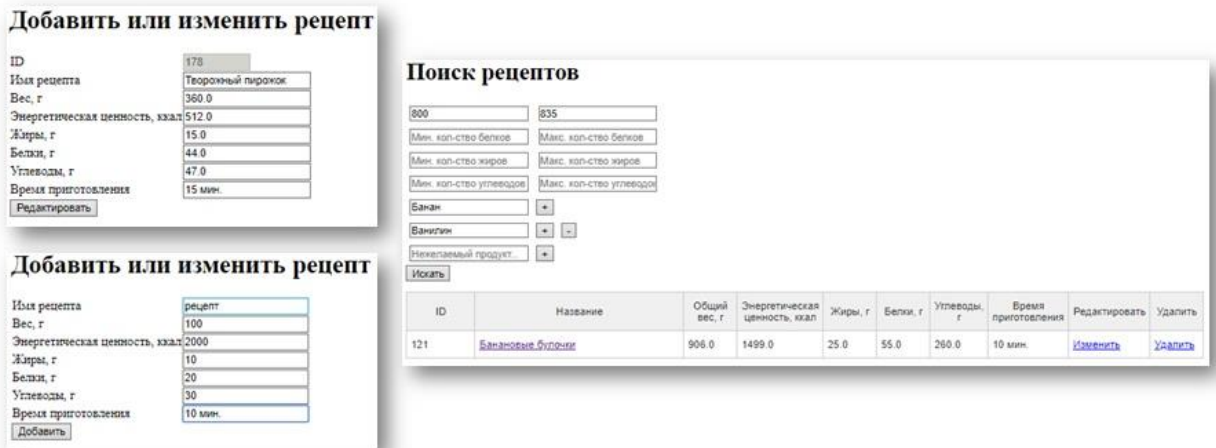 Добавить или изменить рецепт
ID 178
Имя рецепта Творожный пирожок
Вес, г 360.0
Энергетическая ценность, ккал 512.0
Жиры, г 15.0
Белки, г 44.0
Углеводы, г 47.0
Время приготовления 15 мин.
Редактировать
Добавить или изменить рецепт
Имя рецепта рецепт
Вес, г 100
Энергетическая ценность, ккал 2000
Жиры, г 10
Белки, г 20
Углеводы, г 30
Время приготовления 10 мин.
Добавить
Поиск рецептов
800 835
Мин. кол-ство белков Макс. кол-ство белков
Мин. кол-ство жиров Макс. кол-ство жиров
Мин. кол-ство углеводов Макс. кол-ство углеводов
Банан +
Ванилин + -
Нежелаемый продукт... +
Искать
ID Название Общий вес, г Энергетическая ценность, ккал Жиры, г Белки, г Углеводы, г Время приготовления Редактировать Удалить
121 Банановые булочки 906.0 1499.0 25.0 55.0 260.0 10 мин. Изменить Удалить